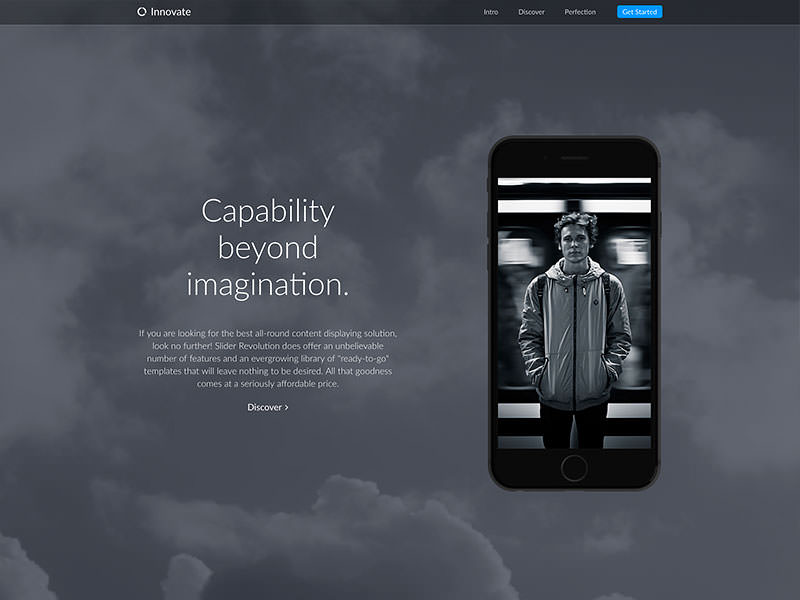 Innovate
Intro
Discover
Perfection
Get Started
Capability
beyond
imagination.
If you are looking for the best all-round content displaying solution,
look no further! Slider Revolution does offer an unbelievable
number of features and an evergrowing library of "ready-to-go"
templates that will leave nothing to be desired. All that goodness
comes at a seriously affordable price.
Discover